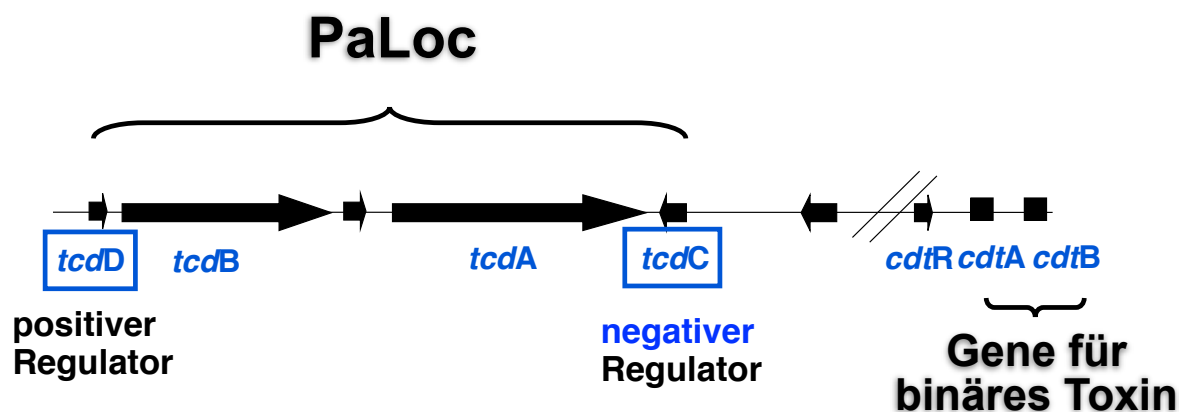 PaLoc
tcdD tcdB tcdA tcdC cdtR cdtA cdtB
positiver
Regulator
negativer
Regulator
Gene für
binäres Toxin